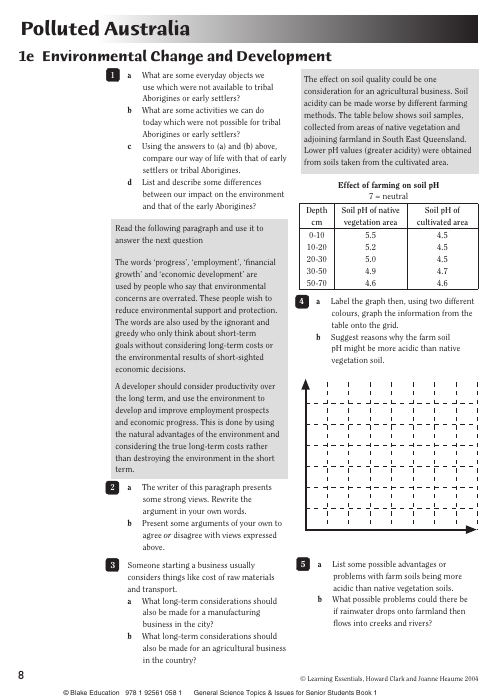 Polluted Australia
1e Environmental Change and Development
1 a What are some everyday objects we
use which were not available to tribal
Aborigines or early settlers?
b What are some activities we can do
today which were not possible for tribal
Aborigines or early settlers?
c Using the answers to (a) and (b) above,
compare our way of life with that of early
settlers or tribal Aborigines.
d List and describe some differences
between our impact on the environment
and that of the early Aborigines?
Read the following paragraph and use it to
answer the next question
The words ‘progress’, ‘employment’, ‘financial
growth’ and ‘economic development’ are
used by people who say that environmental
concerns are overrated. These people wish to
reduce environmental support and protection.
The words are also used by the ignorant and
greedy who only think about short-term
goals without considering long-term costs or
the environmental results of short-sighted
economic decisions.
A developer should consider productivity over
the long term, and use the environment to
develop and improve employment prospects
and economic progress. This is done by using
the natural advantages of the environment and
considering the true long-term costs rather
than destroying the environment in the short
term.
2 a The writer of this paragraph presents
some strong views. Rewrite the
argument in your own words.
b Present some arguments of your own to
agree or disagree with views expressed
above.
3 Someone starting a business usually
considers things like cost of raw materials
and transport.
a What long-term considerations should
also be made for a manufacturing
business in the city?
b What long-term considerations should
also be made for an agricultural business
in the country?
The effect on soil quality could be one
consideration for an agricultural business. Soil
acidity can be made worse by different farming
methods. The table below shows soil samples,
collected from areas of native vegetation and
adjoining farmland in South East Queensland.
Lower pH values (greater acidity) were obtained
from soils taken from the cultivated area.
Effect of farming on soil pH
7 = neutral
Depth Soil pH of native Soil pH of
cm vegetation area cultivated area
0-10 5.5 4.5
10-20 5.2 4.5
20-30 5.0 4.5
30-50 4.9 4.7
50-70 4.6 4.6
4 a Label the graph then, using two different
colours, graph the information from the
table onto the grid.
b Suggest reasons why the farm soil
pH might be more acidic than native
vegetation soil.
5 a List some possible advantages or
problems with farm soils being more
acidic than native vegetation soils.
b What possible problems could there be
if rainwater drops onto farmland then
flows into creeks and rivers?
8
© Learning Essentials, Howard Clark and Joanne Heaume 2004
© Blake Education 978 1 92561 058 1 General Science Topics & Issues for Senior Students Book 1